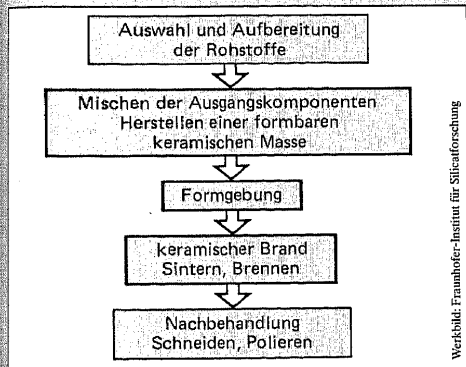 Auswahl und Aufbereitung
der Rohstoffe
Mischen der Ausgangskomponenten
Herstellen einer formbaren
keramischen Masse
Formgebung
keramischer Brand
Sintern, Brennen
Nachbehandlung
Schneiden, Polieren
Werkbild: Fraunhofer-Institut für Silicatforschung